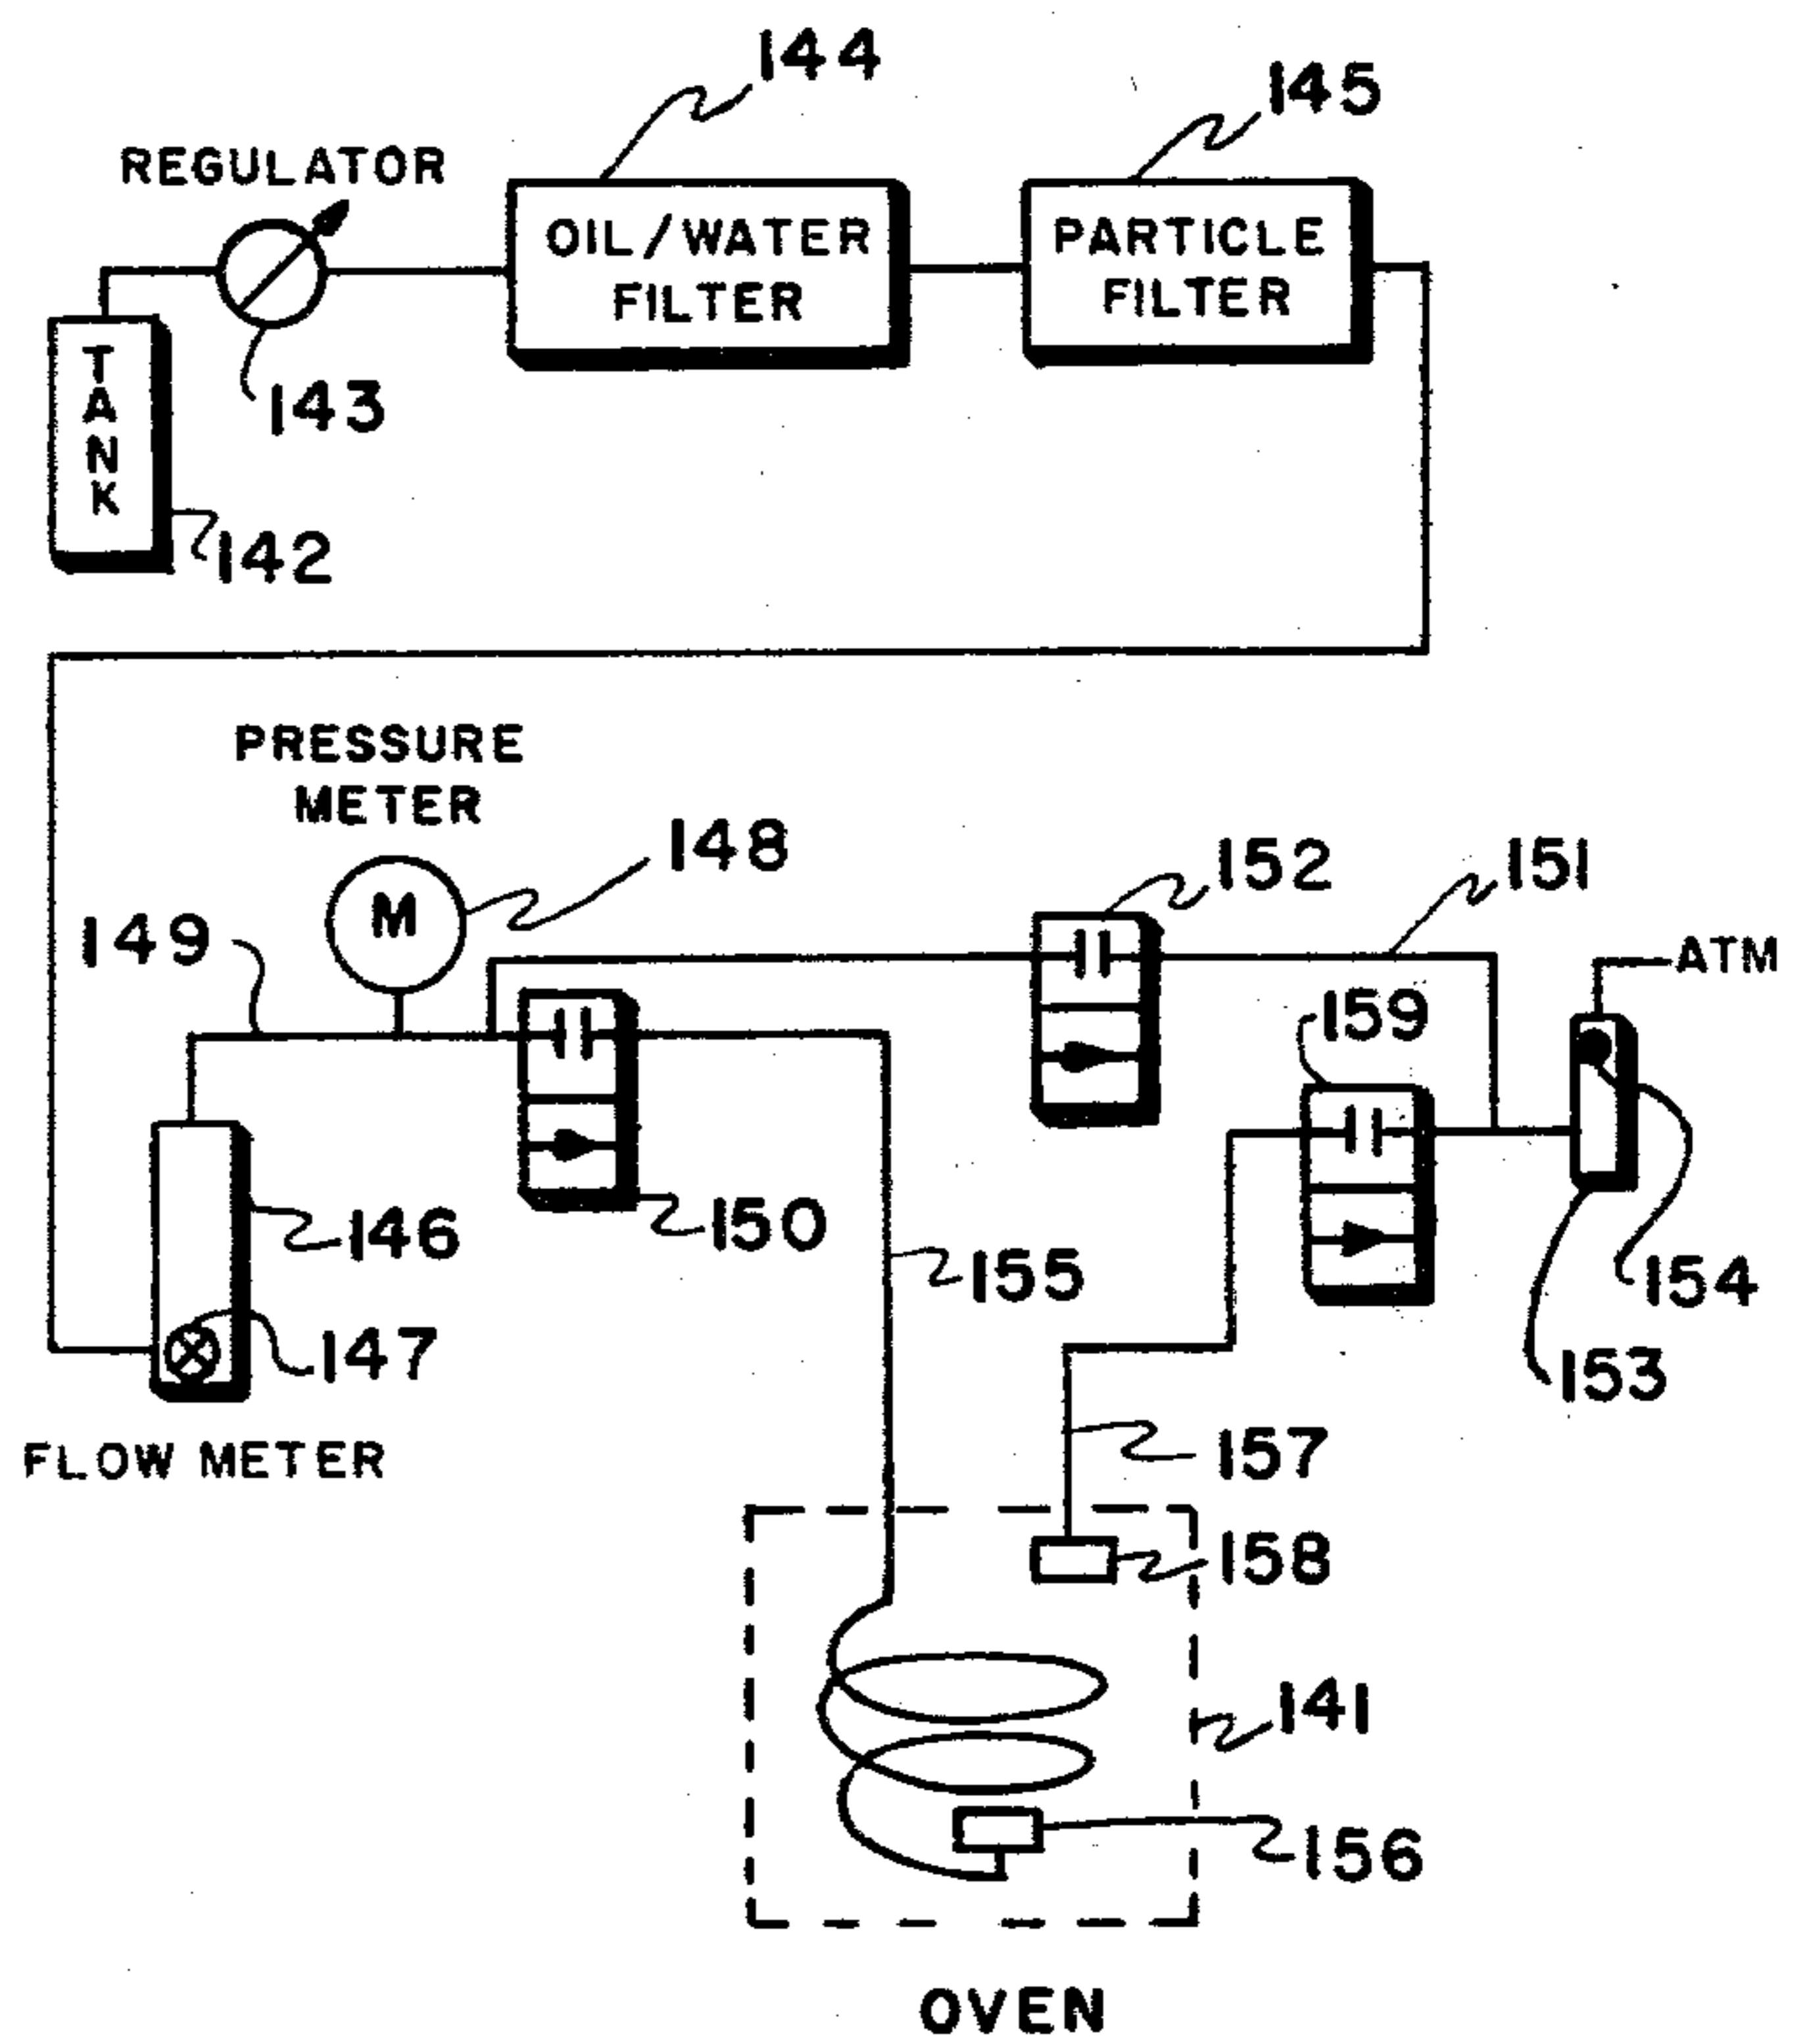 144
145
REGULATOR
OIL/WATER
FILTER
PARTICLE
FILTER
143
TANK
142
PRESSURE
METER
148
152
151
149
M
ATM
159
146
150
155
154
147
153
FLOW METER
157
158
141
156
OVEN